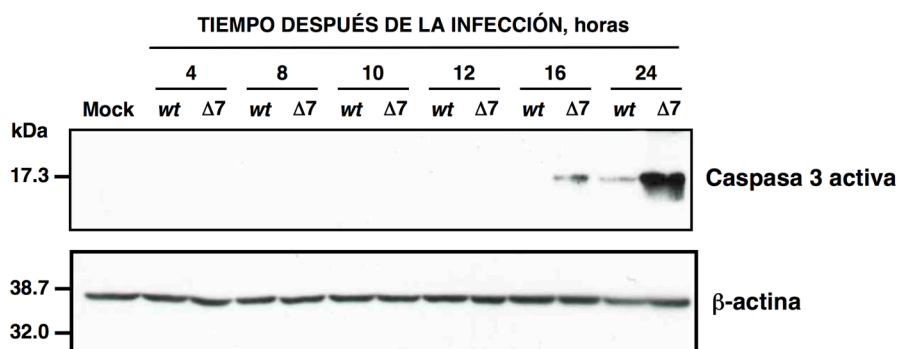 TIEMPO DESPUÉS DE LA INFECCIÓN, horas
4 8 10 12 16 24
Mock wt Δ7 wt Δ7 wt Δ7 wt Δ7 wt Δ7 wt Δ7
kDa
17.3 Caspasa 3 activa
38.7
β-actina
32.0